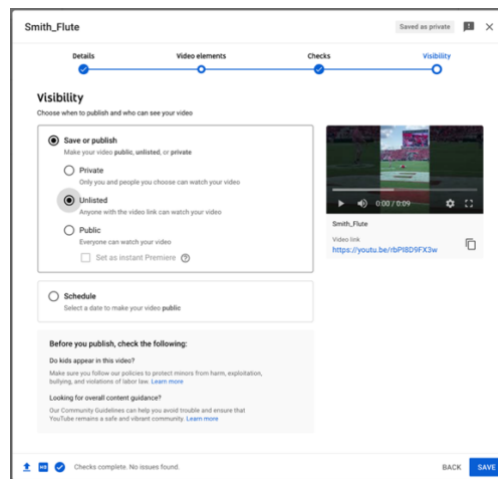 Smith_Flute
Saved as private
Details
Video elements
Checks
Visibility
Visibility
Choose when to publish and who can see your video
Save or publish
Make your video public, unlisted, or private
Private
Only you and people you choose can watch your video
Unlisted
Anyone with the video link can watch your video
Public
Everyone can watch your video
Set as instant Premiere
Schedule
Select a date to make your video public
0:00 / 0:09
Smith_Flute
Video link
https://youtu.be/rbPI8D9FX3w
Before you publish, check the following:
Do kids appear in this video?
Make sure you follow our policies to protect minors from harm, exploitation,
bullying, and violations of labor law. Learn more
Looking for overall content guidance?
Our Community Guidelines can help you avoid trouble and ensure that
YouTube remains a safe and vibrant community. Learn more
HD
Checks complete. No issues found.
BACK
SAVE